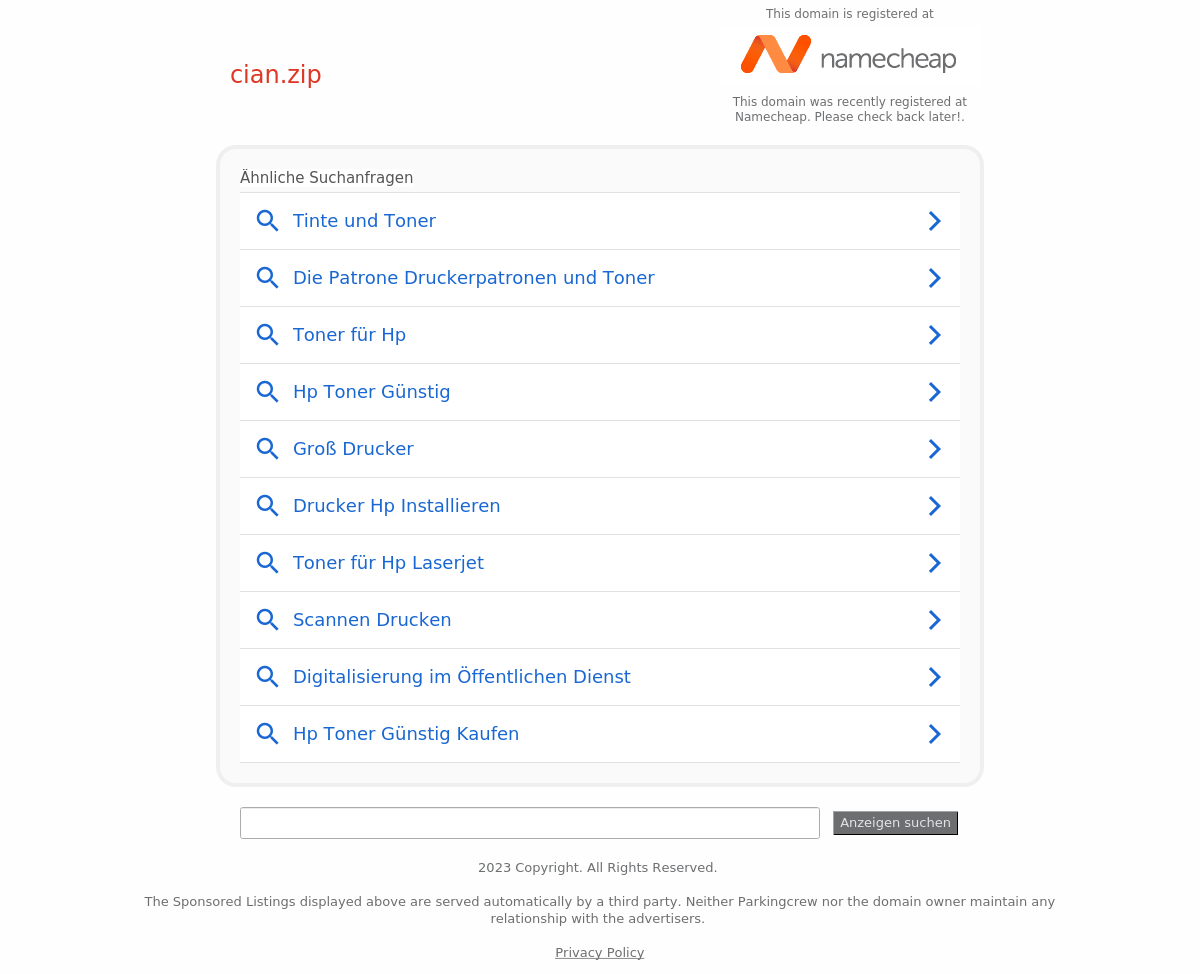 This domain is registered at
namecheap
cian.zip
This domain was recently registered at
Namecheap. Please check back later!.
Ähnliche Suchanfragen
Tinte und Toner
Die Patrone Druckerpatronen und Toner
Toner für Hp
Hp Toner Günstig
Groß Drucker
Drucker Hp Installieren
Toner für Hp Laserjet
Scannen Drucken
Digitalisierung im Öffentlichen Dienst
Hp Toner Günstig Kaufen
Anzeigen suchen
2023 Copyright. All Rights Reserved.
The Sponsored Listings displayed above are served automatically by a third party. Neither Parkingcrew nor the domain owner maintain any
relationship with the advertisers.
Privacy Policy